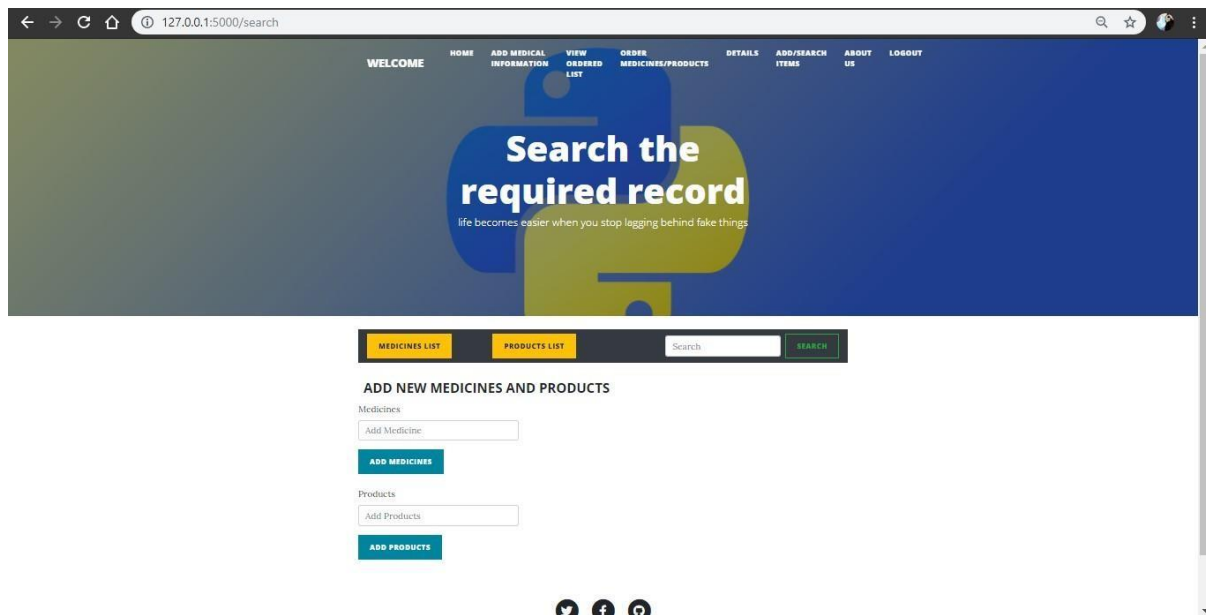 127.0.0.1:5000/search
WELCOME
HOME
ADD MEDICAL
INFORMATION
VIEW
ORDERED
LIST
ORDER
MEDICINES/PRODUCTS
DETAILS
ADD/SEARCH
ITEMS
ABOUT
US
LOGOUT
Search the
required record
life becomes easier when you stop lagging behind fake things
MEDICINES LIST
PRODUCTS LIST
Search
SEARCH
ADD NEW MEDICINES AND PRODUCTS
Medicines
Add Medicine
ADD MEDICINES
Products
Add Products
ADD PRODUCTS